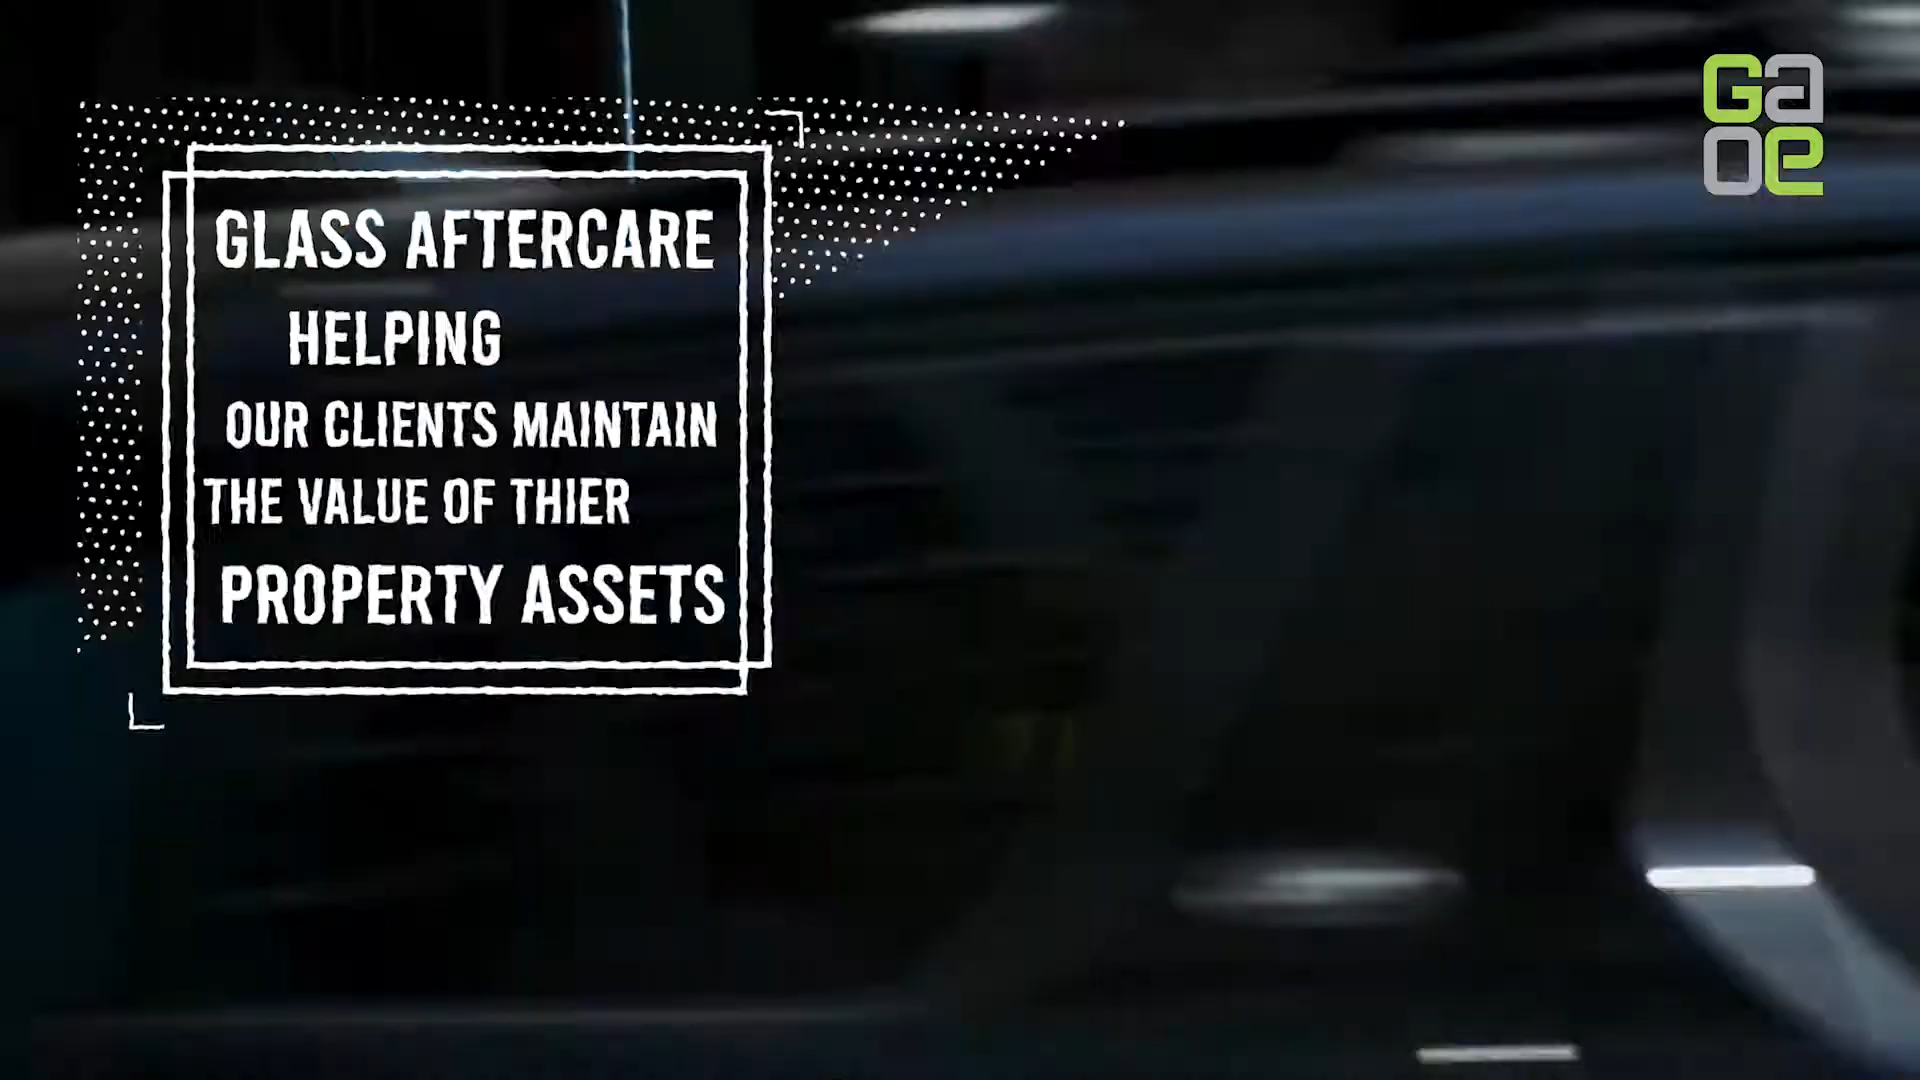 GLASS AFTERCARE
HELPING
OUR CLIENTS MAINTAIN
THE VALUE OF THIER
PROPERTY ASSETS
Ga
oe